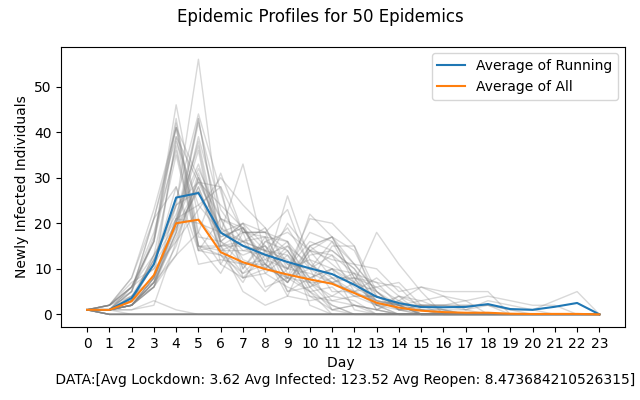 Epidemic Profiles for 50 Epidemics
Average of Running
Average of All
Newly Infected Individuals
50
40
30
20
10
0
0 1 2 3 4 5 6 7 8 9 10 11 12 13 14 15 16 17 18 19 20 21 22 23
Day
DATA:[Avg Lockdown: 3.62 Avg Infected: 123.52 Avg Reopen: 8.473684210526315]